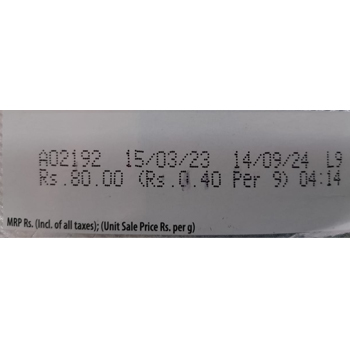 A02192 15/03/23 14/09/24 L9
Rs.80.00 (Rs.0.40 Per 9) 04:14
MRP Rs. (Incl. of all taxes); (Unit Sale Price Rs. per g)